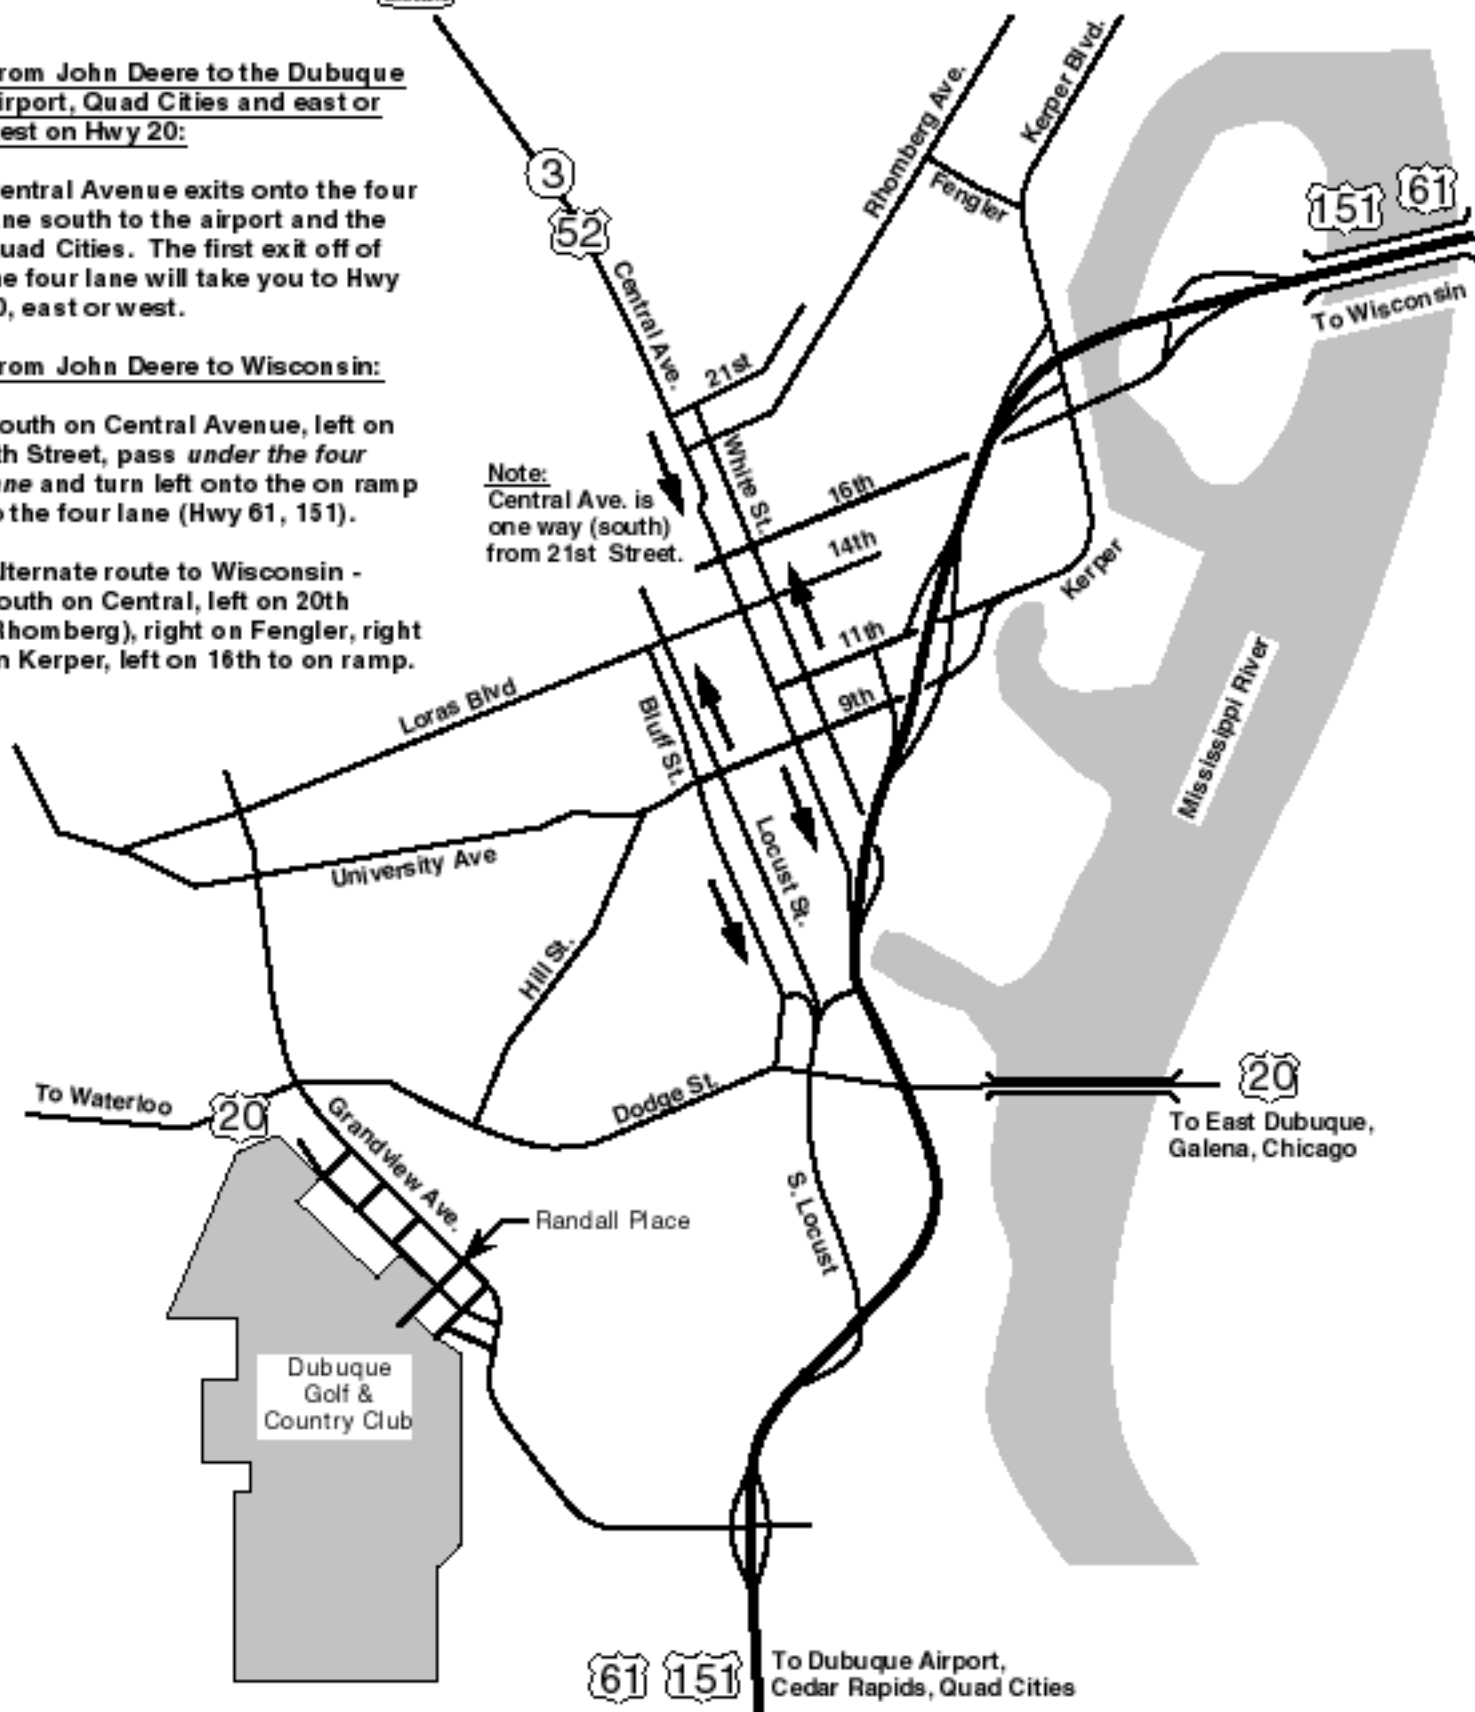 rom John Deere to the Dubuque
irport, Quad Cities and east or
est on Hwy 20:
entral Avenue exits onto the four
ne south to the airport and the
uad Cities. The first exit off of
e four lane will take you to Hwy
0, east or west.
rom John Deere to Wisconsin:
outh on Central Avenue, left on
th Street, pass under the four
ne and turn left onto the on ramp
o the four lane (Hwy 61, 151).
lternate route to Wisconsin -
outh on Central, left on 20th
Rhomberg), right on Fengler, right
n Kerper, left on 16th to on ramp.
3
52
Central Ave.
Rhomberg Ave.
Kerper Blvd.
Fengler
151
61
To Wisconsin
21st
White St.
Note:
Central Ave. is
one way (south)
from 21st Street.
16th
14th
Kerper
11th
9th
Mississippi River
Loras Blvd
Bluff St.
Locust St.
University Ave
Hill St.
To Waterloo
20
Dodge St.
20
To East Dubuque,
Galena, Chicago
Grandview Ave.
Randall Place
S. Locust
Dubuque
Golf &
Country Club
61
151
To Dubuque Airport,
Cedar Rapids, Quad Cities